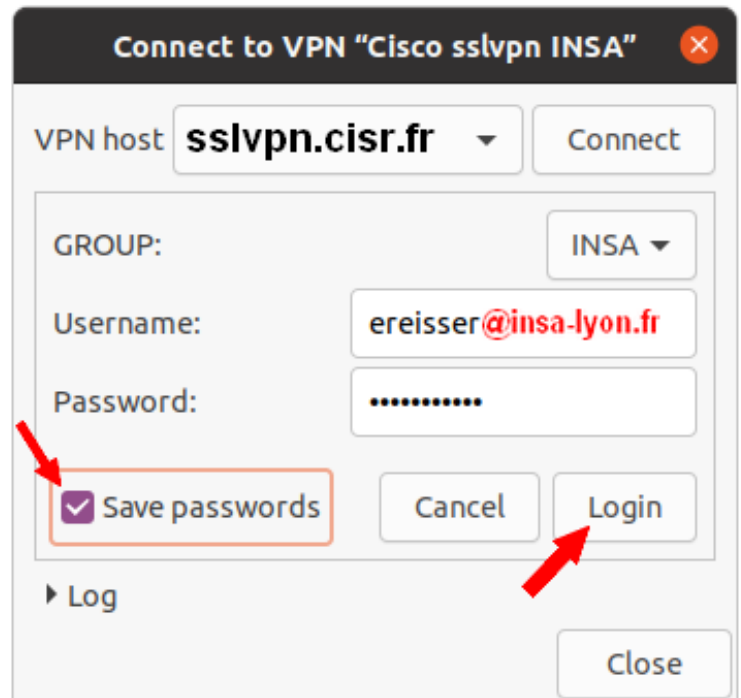 Connect to VPN “Cisco sslvpn INSA”
VPN host sslvpn.cisr.fr Connect
GROUP: INSA
Username: ereisser@insa-lyon.fr
Password: •••••••••••
Save passwords Cancel Login
Log
Close